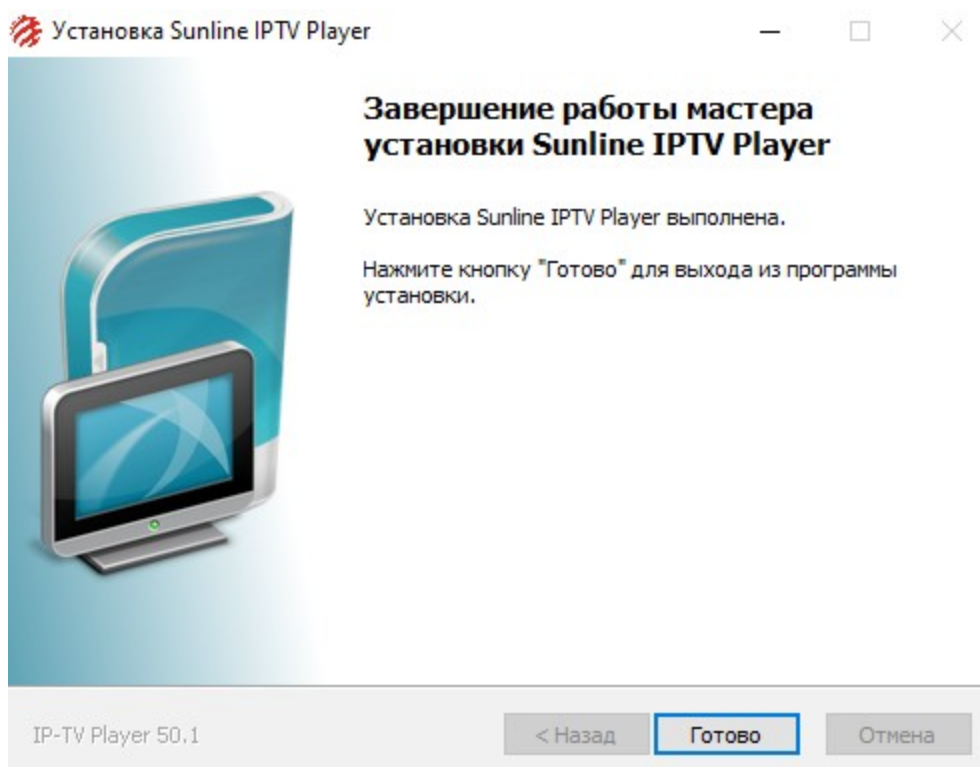 Установка Sunline IPTV Player
Завершение работы мастера
установки Sunline IPTV Player
Установка Sunline IPTV Player выполнена.
Нажмите кнопку "Готово" для выхода из программы
установки.
IP-TV Player 50.1
< Назад
Готово
Отмена